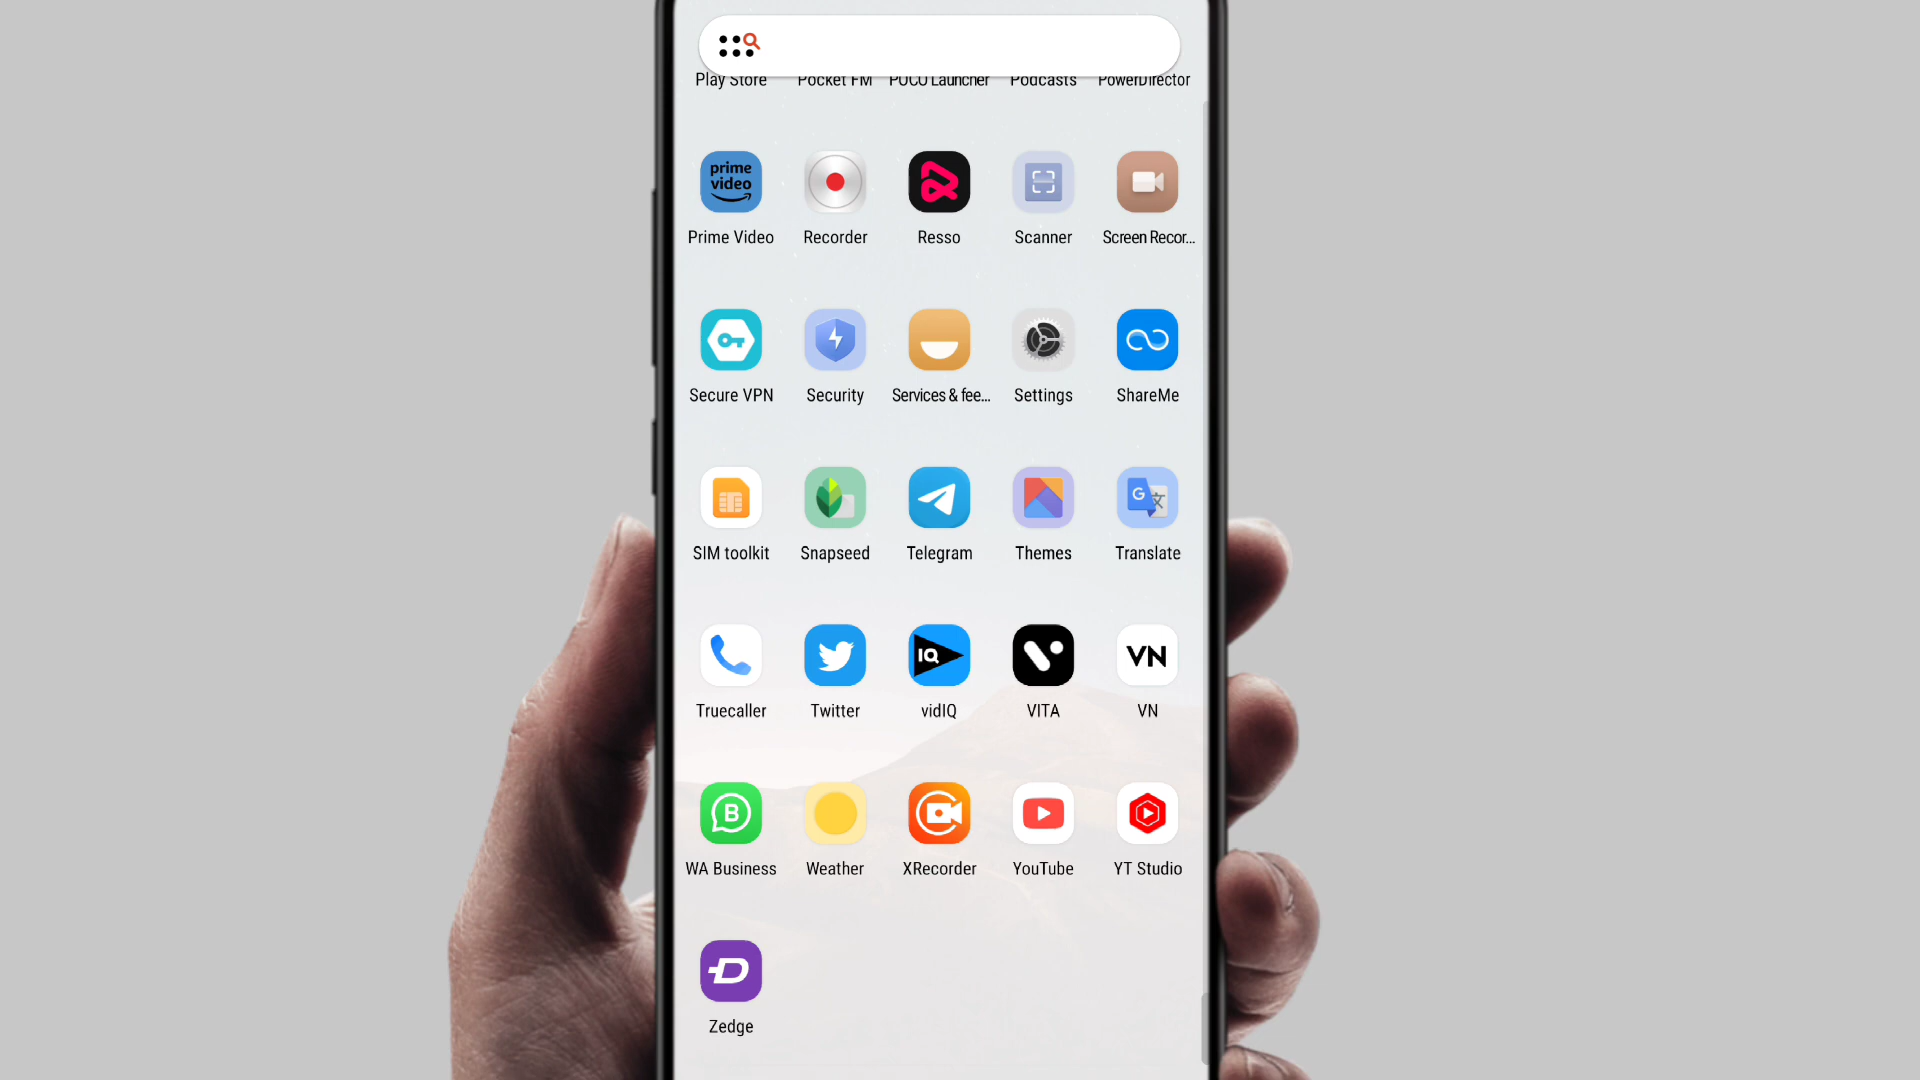 Play Store Pocket FM POCO Launcher Podcasts PowerDirector
prime
video
Prime Video Recorder Resso Scanner Screen Recor...
Secure VPN Security Services & fee... Settings ShareMe
G 文
SIM toolkit Snapseed Telegram Themes Translate
IQ VN
Truecaller Twitter vidIQ VITA VN
B
WA Business Weather XRecorder YouTube YT Studio
D
Zedge